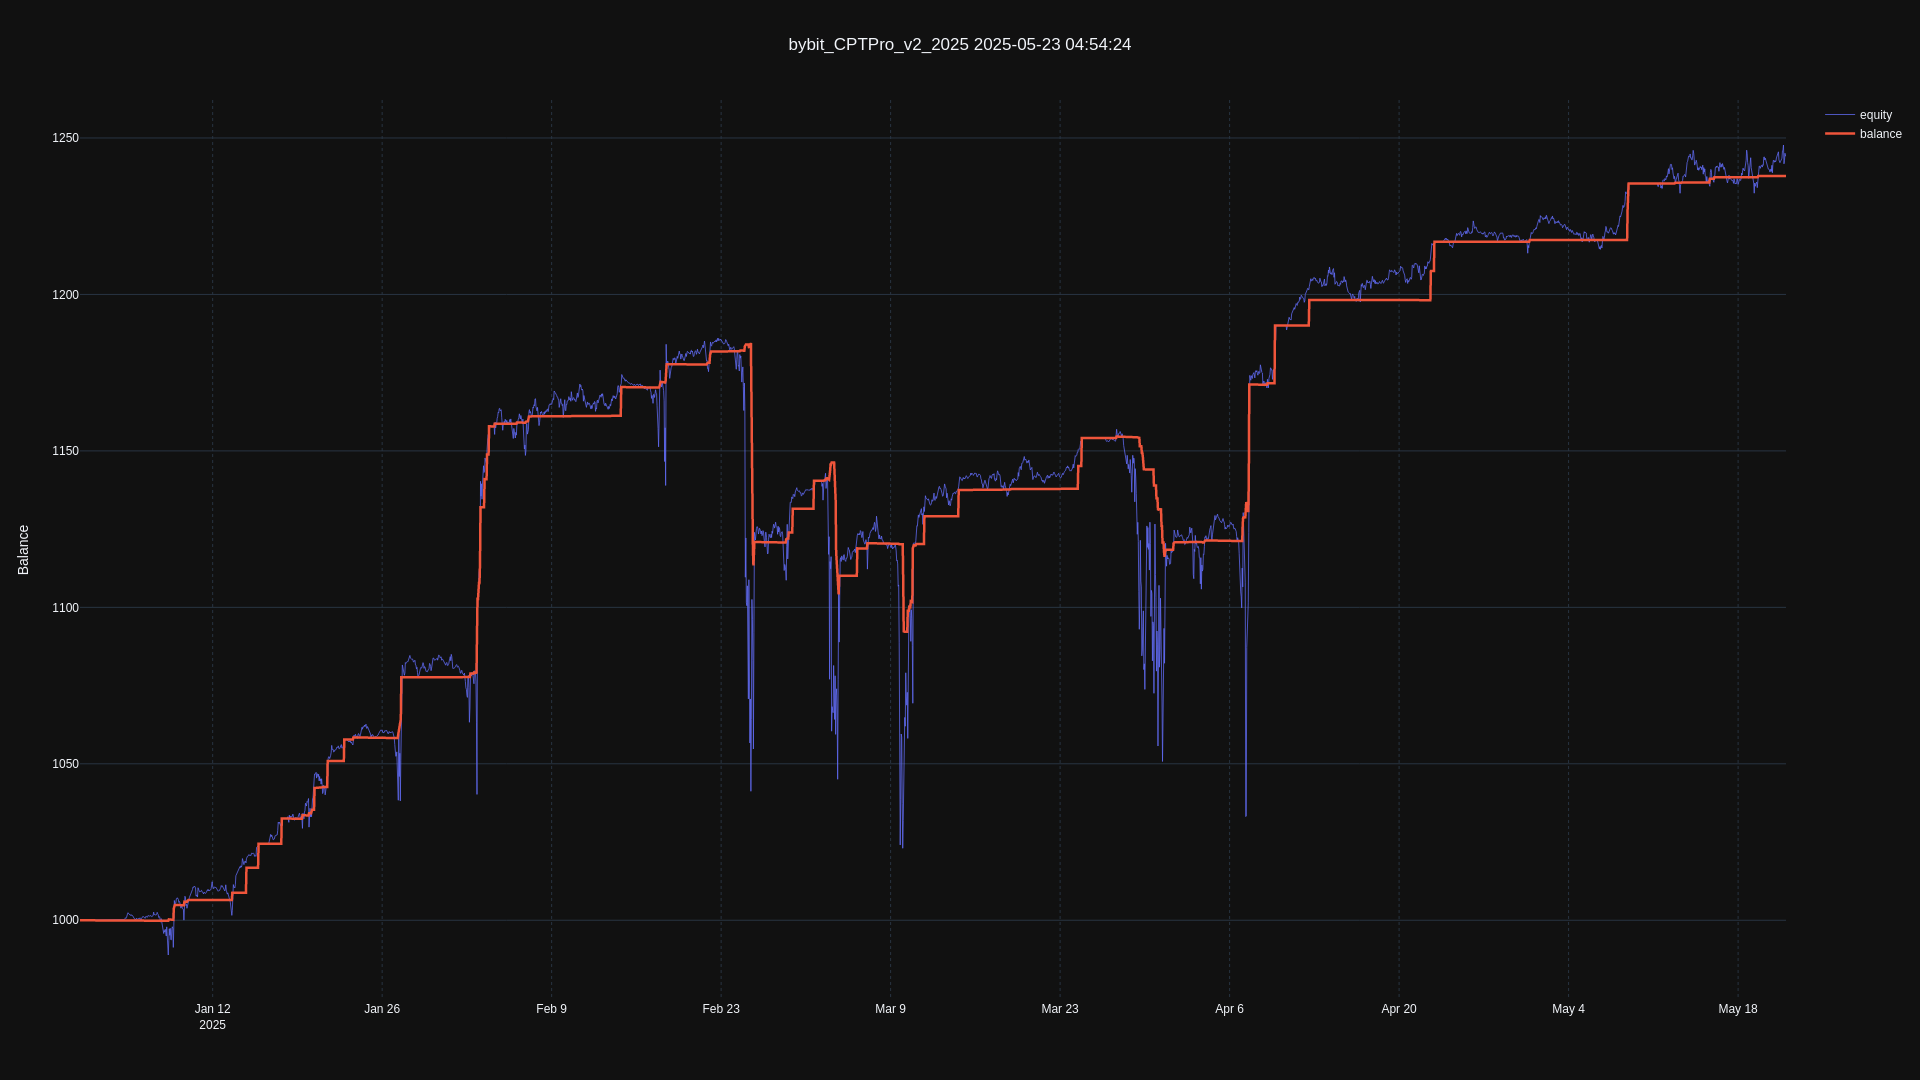 bybit_CPTPro_v2_2025 2025-05-23 04:54:24
equity
balance
Balance
1250
1200
1150
1100
1050
1000
Jan 12
2025
Jan 26
Feb 9
Feb 23
Mar 9
Mar 23
Apr 6
Apr 20
May 4
May 18